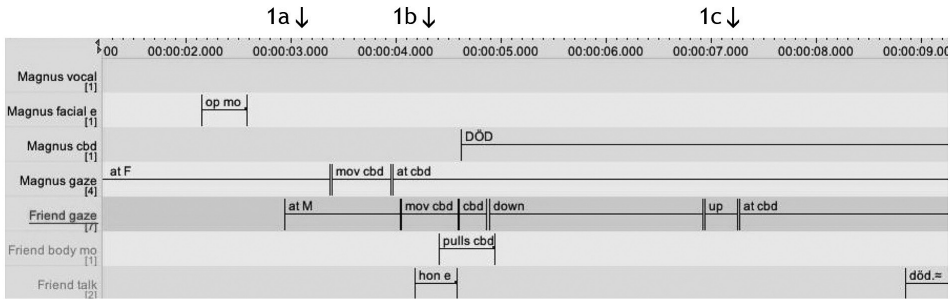 1a ↓ 1b ↓ 1c ↓
00 00:00:02.000 00:00:03.000 00:00:04.000 00:00:05.000 00:00:06.000 00:00:07.000 00:00:08.000 00:00:09.00
Magnus vocal
[1]
Magnus facial e op mo
[1]
Magnus cbd DÖD
[1]
Magnus gaze at F mov cbd at cbd
[4]
Friend gaze at M mov cbd cbd down up at cbd
[7]
Friend body mo pulls cbd
[1]
Friend talk hon e död.=
[2]